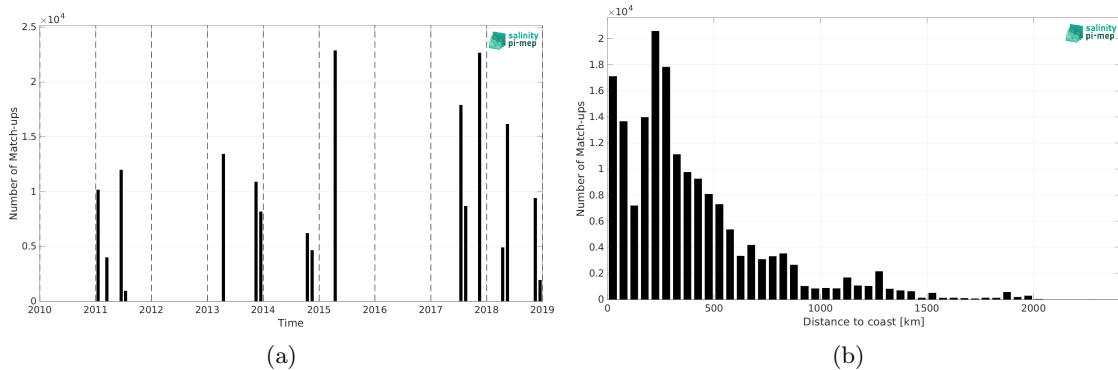 ×10⁴
2.5
2
1.5
1
0.5
0
Number of Match-ups
2010 2011 2012 2013 2014 2015 2016 2017 2018 2019
Time
salinity
pi-mep
(a)
×10⁴
2
1.8
1.6
1.4
1.2
1
0.8
0.6
0.4
0.2
0
Number of Match-ups
0 500 1000 1500 2000
Distance to coast [km]
salinity
pi-mep
(b)